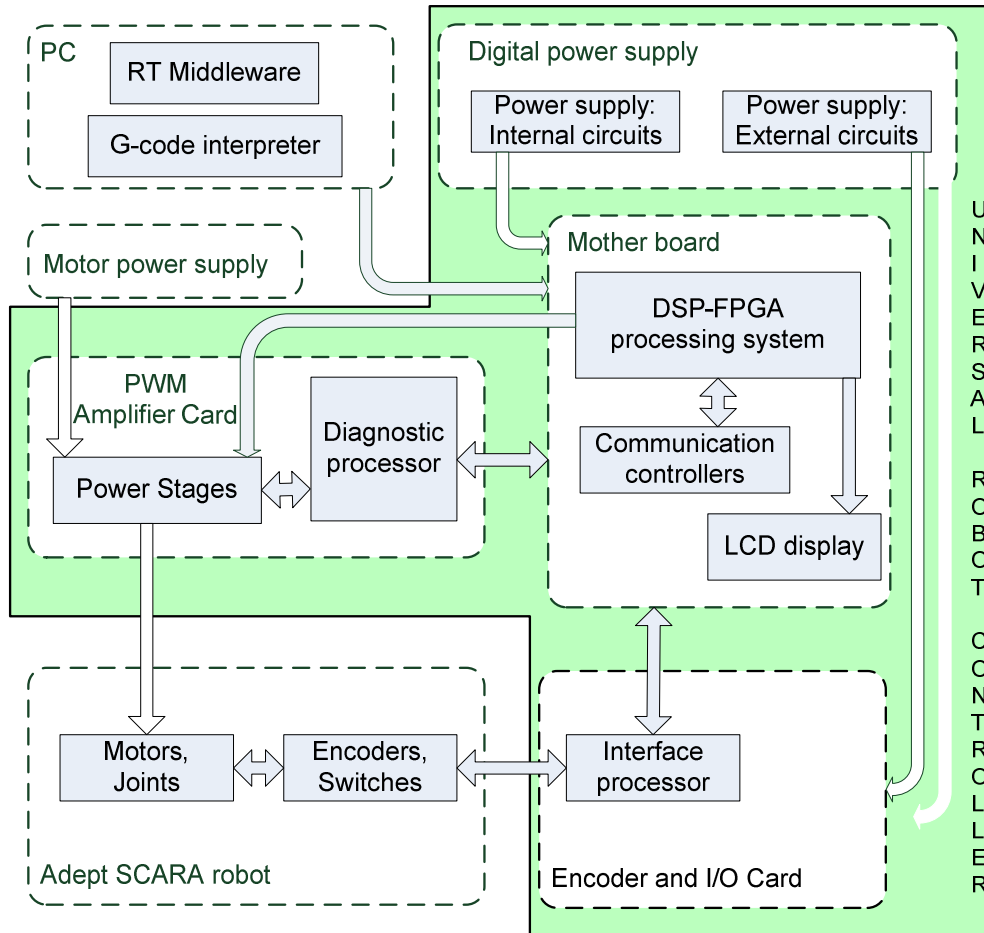 PC
RT Middleware
G-code interpreter
Digital power supply
Power supply:
Internal circuits
Power supply:
External circuits
Motor power supply
Mother board
DSP-FPGA
processing system
Communication
controllers
LCD display
PWM
Amplifier Card
Diagnostic
processor
Power Stages
Motors,
Joints
Encoders,
Switches
Adept SCARA robot
Interface
processor
Encoder and I/O Card
U
N
I
V
E
R
S
A
L
R
O
B
O
T
C
O
N
T
R
O
L
L
E
R